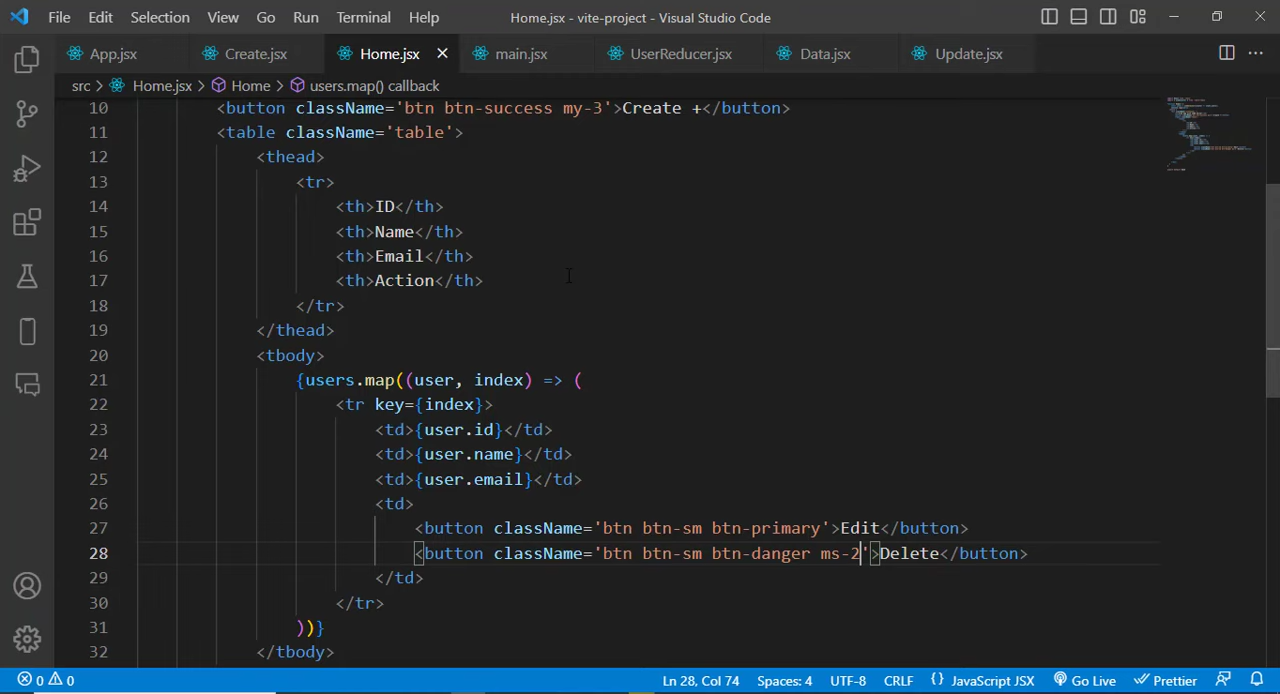 File Edit Selection View Go Run Terminal Help Home.jsx - vite-project - Visual Studio Code
App.jsx Create.jsx Home.jsx main.jsx UserReducer.jsx Data.jsx Update.jsx
src > Home.jsx > Home > users.map() callback
10 <button className='btn btn-success my-3'>Create +</button>
11 <table className='table'>
12 <thead>
13 <tr>
14 <th>ID</th>
15 <th>Name</th>
16 <th>Email</th>
17 <th>Action</th>
18 </tr>
19 </thead>
20 <tbody>
21 {users.map((user, index) => (
22 <tr key={index}>
23 <td>{user.id}</td>
24 <td>{user.name}</td>
25 <td>{user.email}</td>
26 <td>
27 <button className='btn btn-sm btn-primary'>Edit</button>
28 <button className='btn btn-sm btn-danger ms-2'>Delete</button>
29 </td>
30 </tr>
31 ))}
32 </tbody>
0 0 Ln 28, Col 74 Spaces: 4 UTF-8 CRLF {} JavaScript JSX Go Live Prettier